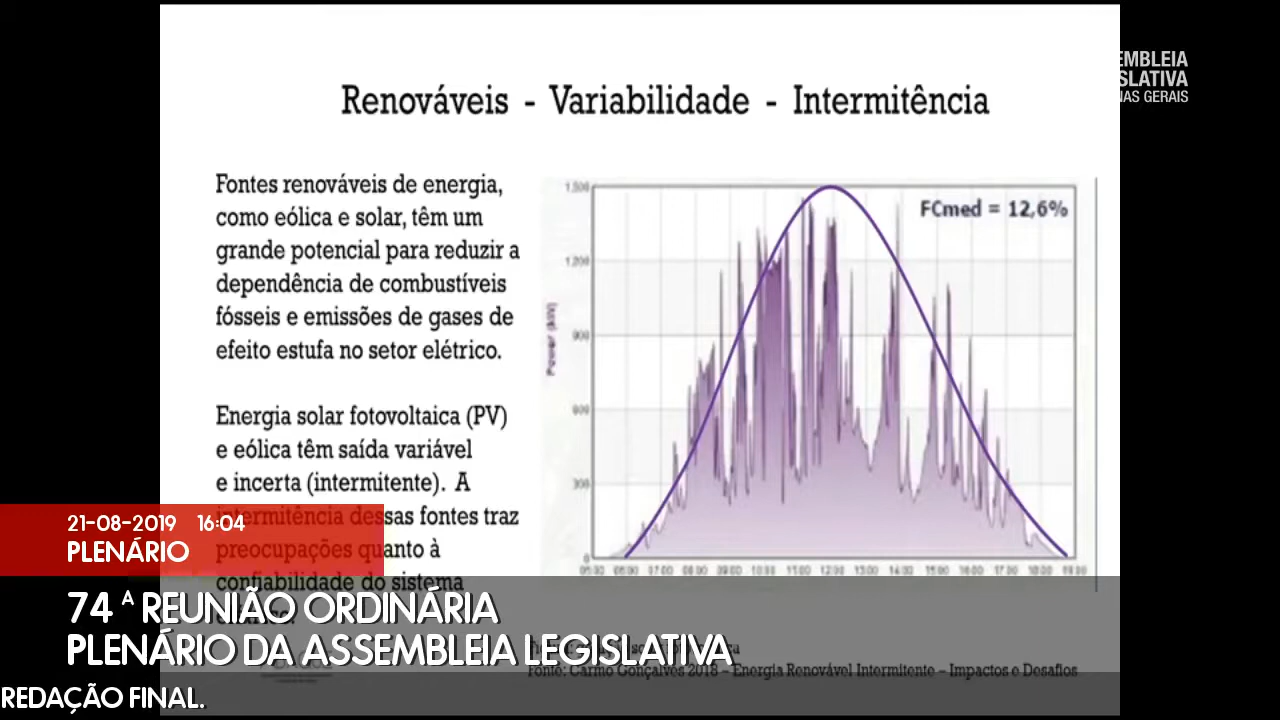 Renováveis - Variabilidade - Intermitência
EMBLEIA
SLATIVA
NAS GERAIS
Fontes renováveis de energia,
como eólica e solar, têm um
grande potencial para reduzir a
dependência de combustíveis
fósseis e emissões de gases de
efeito estufa no setor elétrico.
Energia solar fotovoltaica (PV)
e eólica têm saída variável
e incerta (intermitente). A
intermitência dessas fontes traz
preocupações quanto à
confiabilidade do sistema
FCmed = 12,6%
1,500
1,200
900
600
300
0
Power (kW)
05:00 06:00 07:00 08:00 09:00 10:00 11:00 12:00 13:00 14:00 15:00 16:00 17:00 18:00 19:00
Fonte: Carmo Gonçalves 2018 – Energia Renovável Intermitente – Impactos e Desafios
21-08-2019 16:04
PLENÁRIO
74 ª REUNIÃO ORDINÁRIA
PLENÁRIO DA ASSEMBLEIA LEGISLATIVA
REDAÇÃO FINAL.